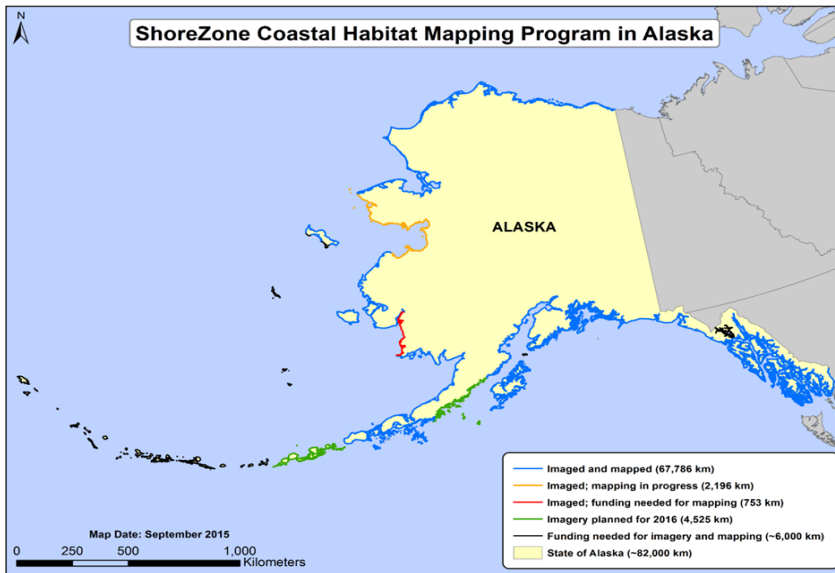 N
ShoreZone Coastal Habitat Mapping Program in Alaska
ALASKA
Imaged and mapped (67,786 km)
Imaged; mapping in progress (2,196 km)
Imaged; funding needed for mapping (753 km)
Imagery planned for 2016 (4,525 km)
Funding needed for imagery and mapping (~6,000 km)
State of Alaska (~82,000 km)
Map Date: September 2015
0 250 500 1,000
Kilometers